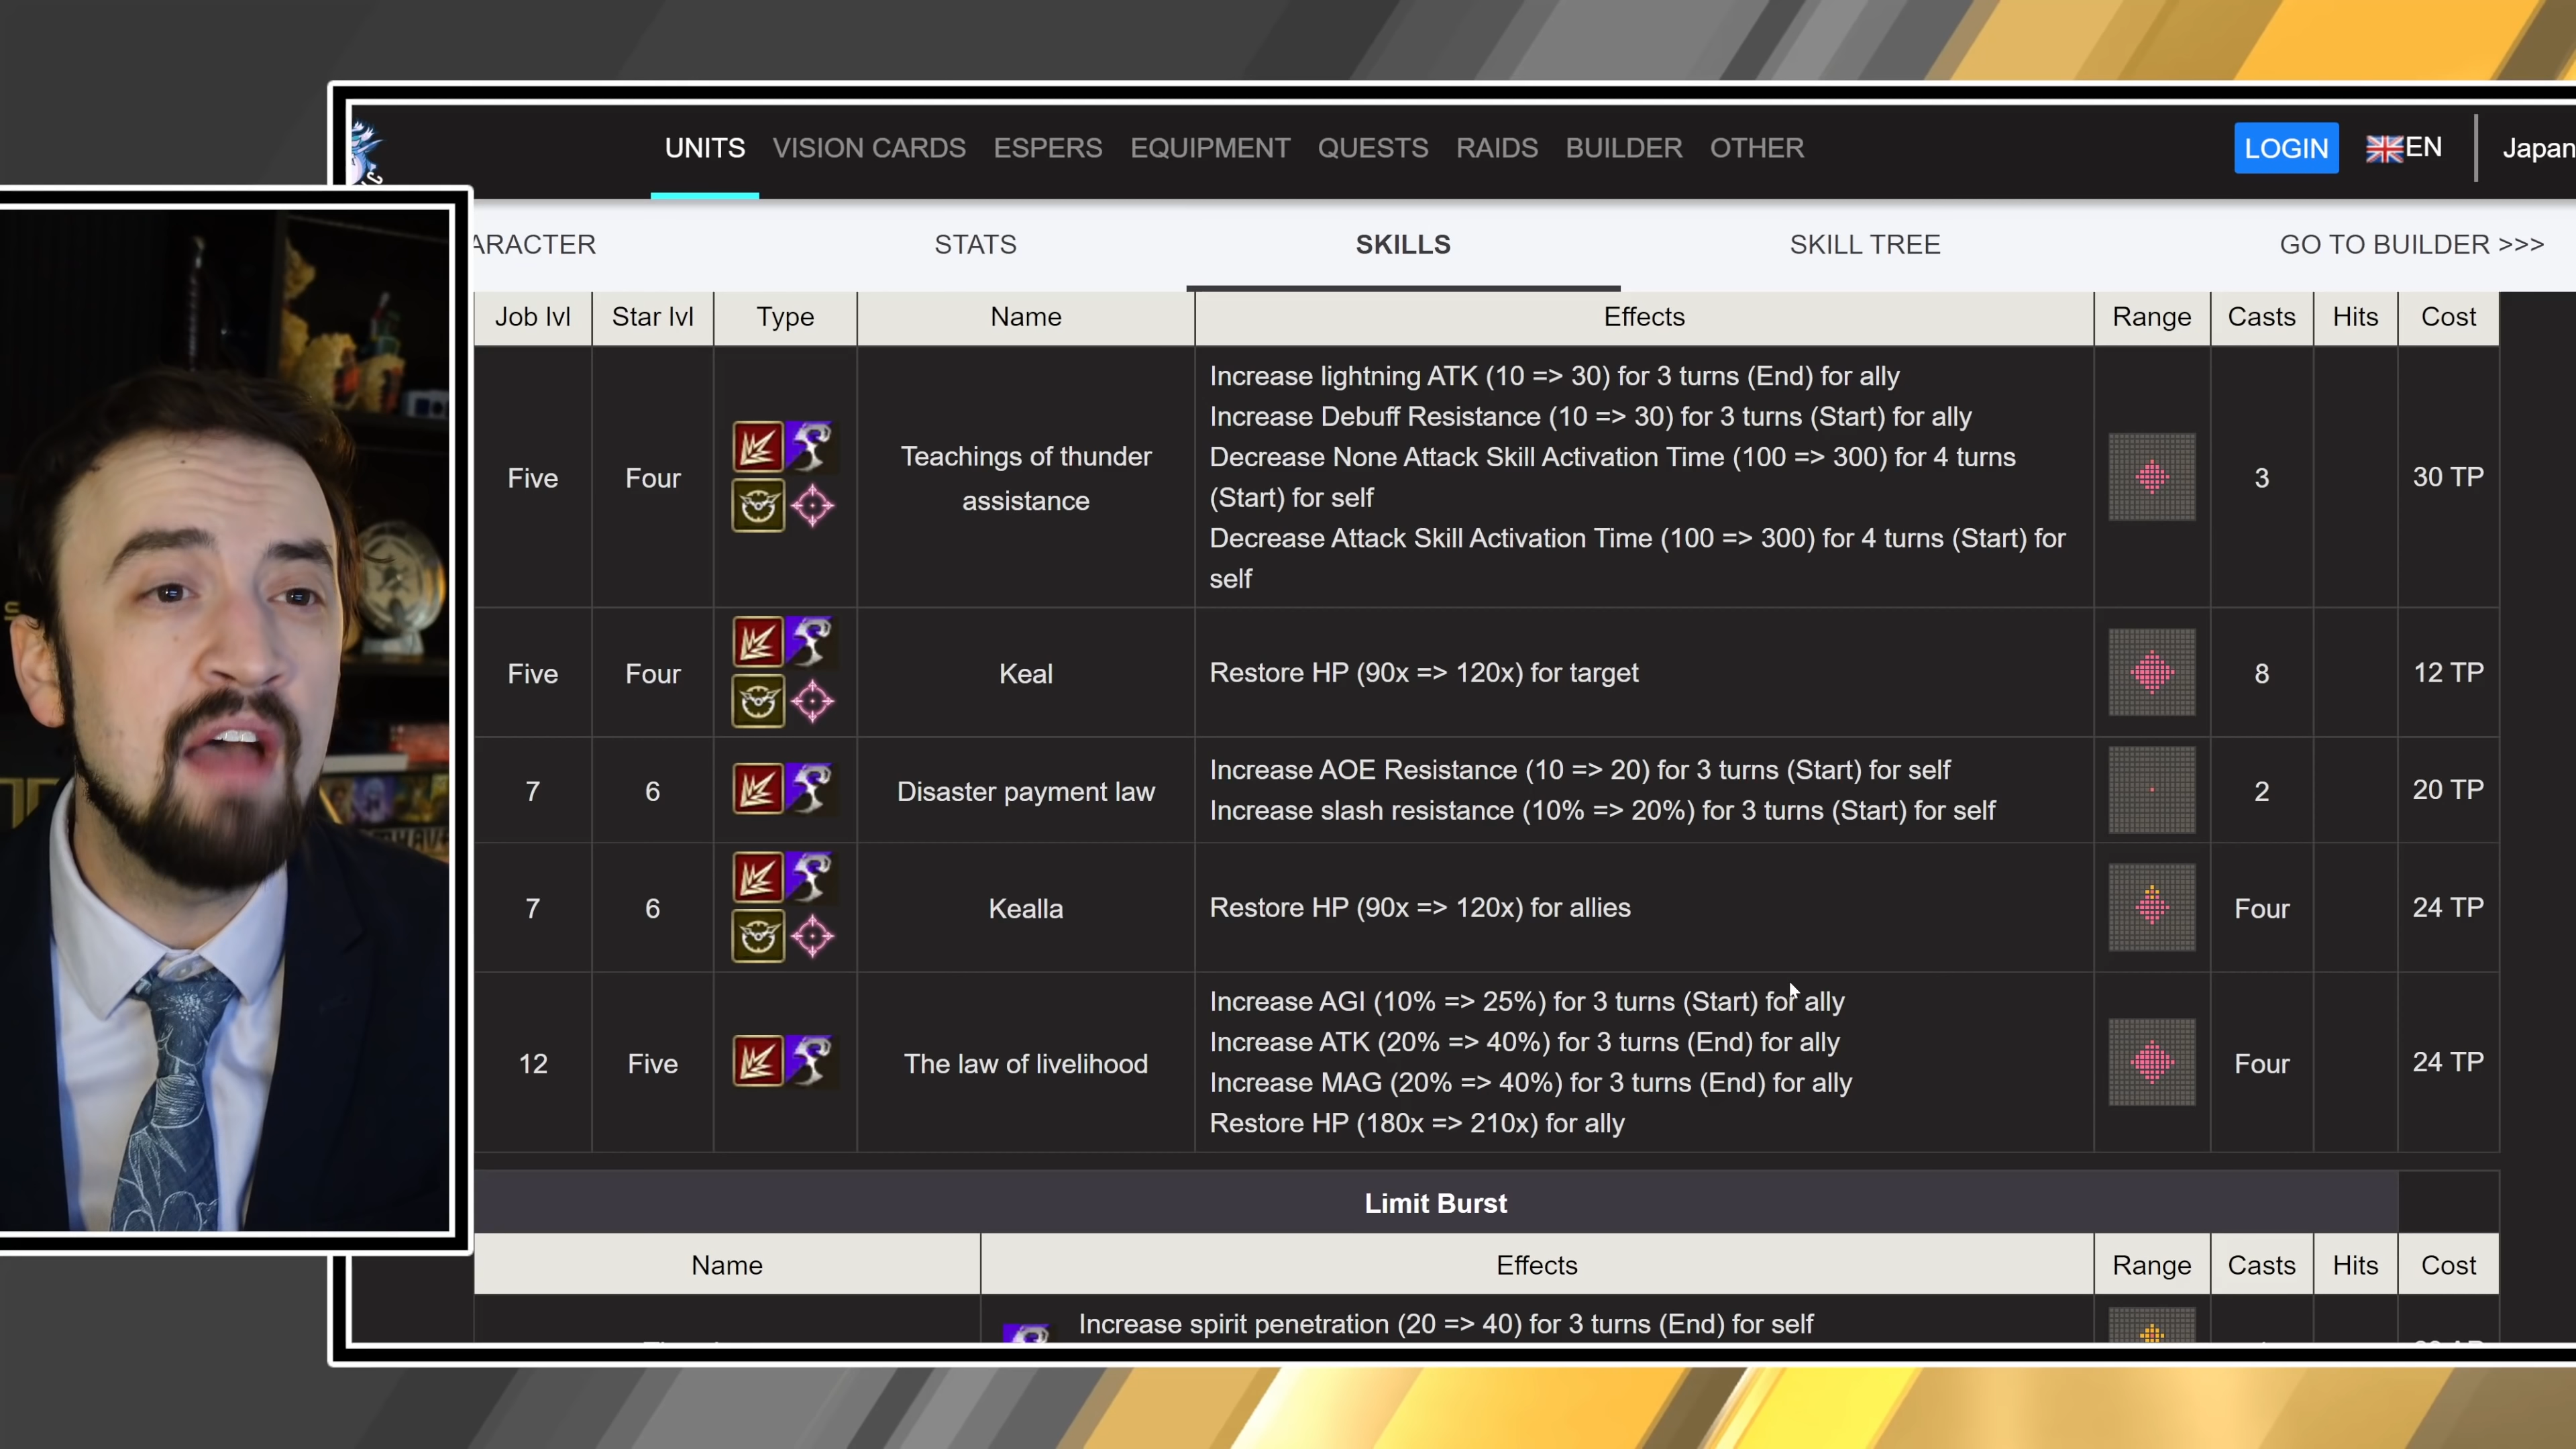 UNITS VISION CARDS ESPERS EQUIPMENT QUESTS RAIDS BUILDER OTHER LOGIN EN Japan
ARACTER STATS SKILLS SKILL TREE GO TO BUILDER >>>
Job lvl Star lvl Type Name Effects Range Casts Hits Cost
Five Four Teachings of thunder assistance 3 30 TP
Increase lightning ATK (10 => 30) for 3 turns (End) for ally
Increase Debuff Resistance (10 => 30) for 3 turns (Start) for ally
Decrease None Attack Skill Activation Time (100 => 300) for 4 turns
(Start) for self
Decrease Attack Skill Activation Time (100 => 300) for 4 turns (Start) for
self
Five Four Keal Restore HP (90x => 120x) for target 8 12 TP
7 6 Disaster payment law 2 20 TP
Increase AOE Resistance (10 => 20) for 3 turns (Start) for self
Increase slash resistance (10% => 20%) for 3 turns (Start) for self
7 6 Kealla Restore HP (90x => 120x) for allies Four 24 TP
12 Five The law of livelihood Four 24 TP
Increase AGI (10% => 25%) for 3 turns (Start) for ally
Increase ATK (20% => 40%) for 3 turns (End) for ally
Increase MAG (20% => 40%) for 3 turns (End) for ally
Restore HP (180x => 210x) for ally
Limit Burst
Name Effects Range Casts Hits Cost
Increase spirit penetration (20 => 40) for 3 turns (End) for self